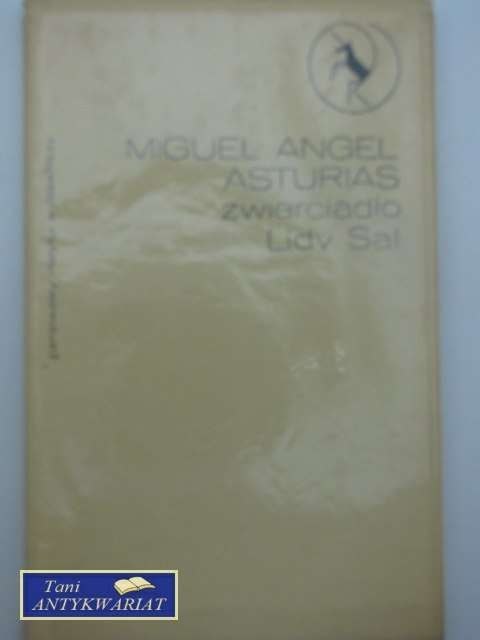 MIGUEL ANGEL
ASTURIAS
zwierciadło
Lidy Sal
Tani
ANTYKWARIAT